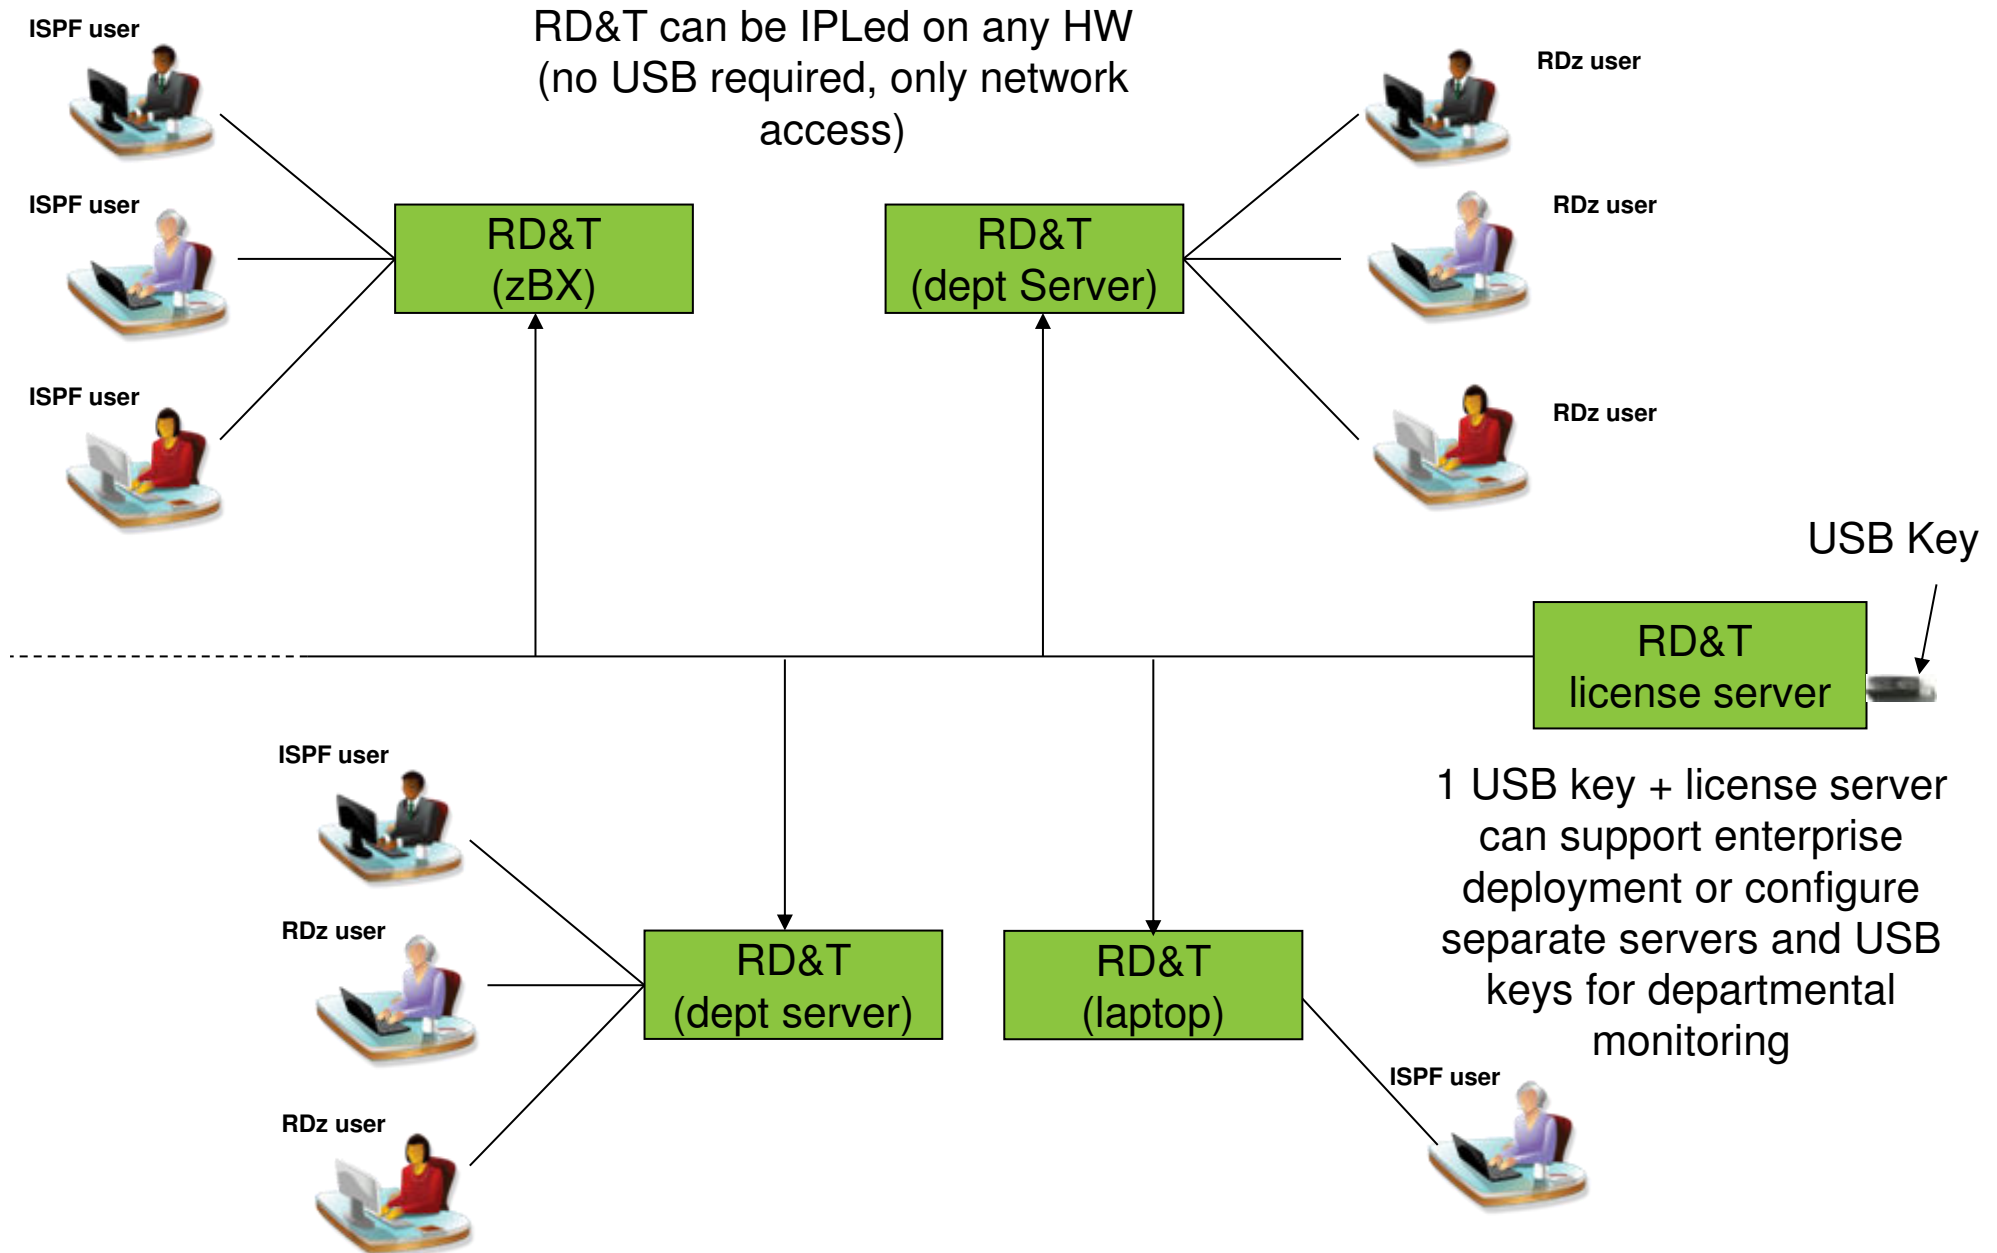 RD&T can be IPLed on any HW
(no USB required, only network
access)
ISPF user
ISPF user
ISPF user
RD&T
(zBX)
RD&T
(dept Server)
RDz user
RDz user
RDz user
USB Key
RD&T
license server
1 USB key + license server
can support enterprise
deployment or configure
separate servers and USB
keys for departmental
monitoring
ISPF user
RDz user
RDz user
RD&T
(dept server)
RD&T
(laptop)
ISPF user